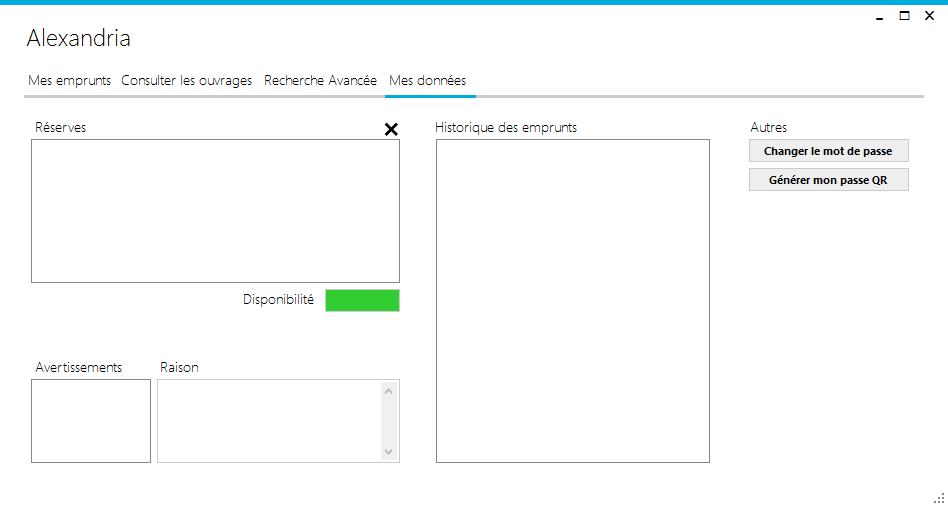 Alexandria
Mes emprunts Consulter les ouvrages Recherche Avancée Mes données
Réserves
Historique des emprunts
Autres
Changer le mot de passe
Générer mon passe QR
Disponibilité
Avertissements
Raison